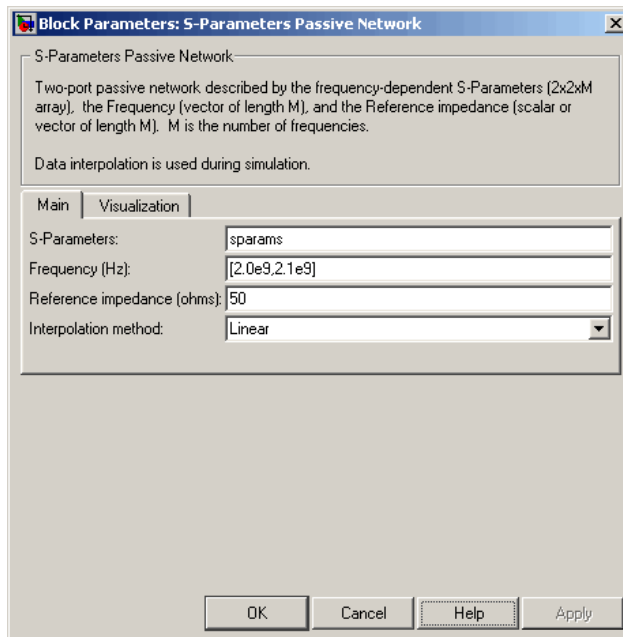 Block Parameters: S-Parameters Passive Network
S-Parameters Passive Network
Two-port passive network described by the frequency-dependent S-Parameters (2x2xM
array), the Frequency (vector of length M), and the Reference impedance (scalar or
vector of length M). M is the number of frequencies.
Data interpolation is used during simulation.
Main Visualization
S-Parameters: sparams
Frequency (Hz): [2.0e9,2.1e9]
Reference impedance (ohms): 50
Interpolation method: Linear
OK Cancel Help Apply